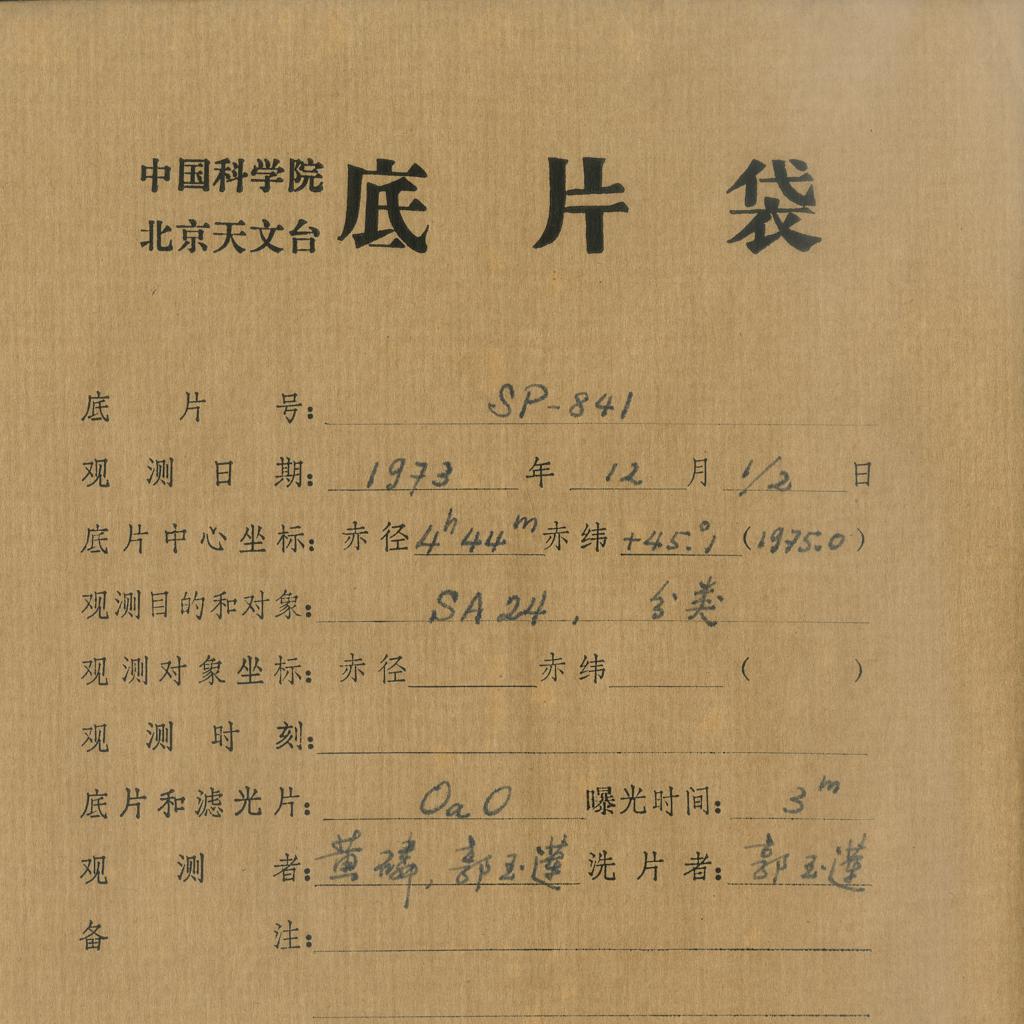 中国科学院
北京天文台
底片袋
底片号: SP-841
观测日期: 1973 年 12 月 1/2 日
底片中心坐标: 赤径 4h 44m 赤纬 +45.°1 (1975.0)
观测目的和对象: SA 24, 分类
观测对象坐标: 赤径 赤纬 ( )
观测时刻:
底片和滤光片: OaO 曝光时间: 3m
观测者: 黄磷, 郭玉莲 洗片者: 郭玉莲
备注: